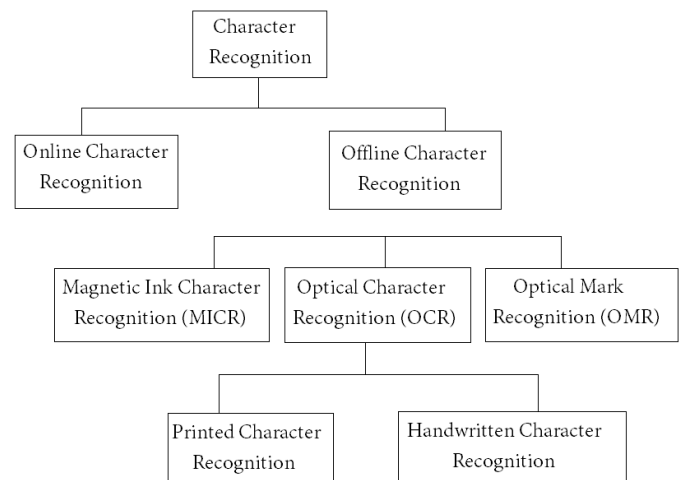 Character
Recognition
Online Character
Recognition
Offline Character
Recognition
Magnetic Ink Character
Recognition (MICR)
Optical Character
Recognition (OCR)
Optical Mark
Recognition (OMR)
Printed Character
Recognition
Handwritten Character
Recognition